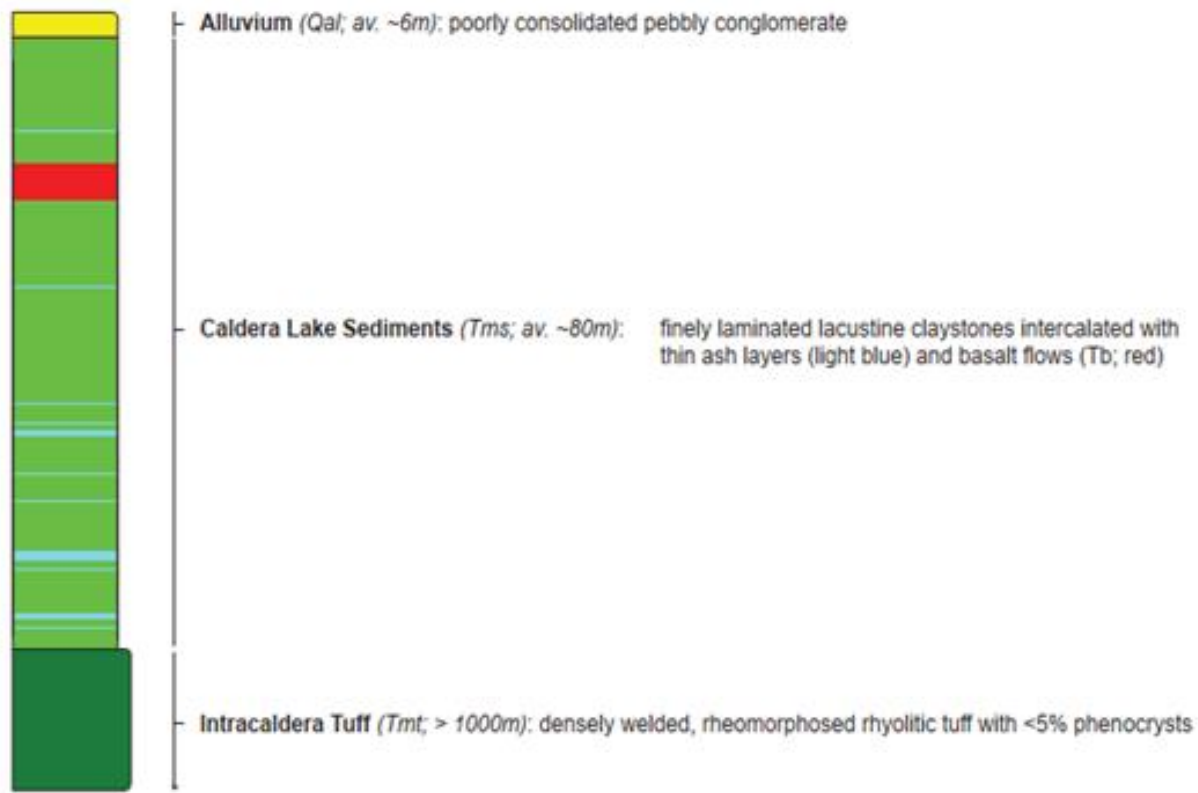 Alluvium (Qal; av. ~6m): poorly consolidated pebbly conglomerate
Caldera Lake Sediments (Tms; av. ~80m): finely laminated lacustine claystones intercalated with
thin ash layers (light blue) and basalt flows (Tb; red)
Intracaldera Tuff (Tmt; > 1000m): densely welded, rheomorphosed rhyolitic tuff with <5% phenocrysts